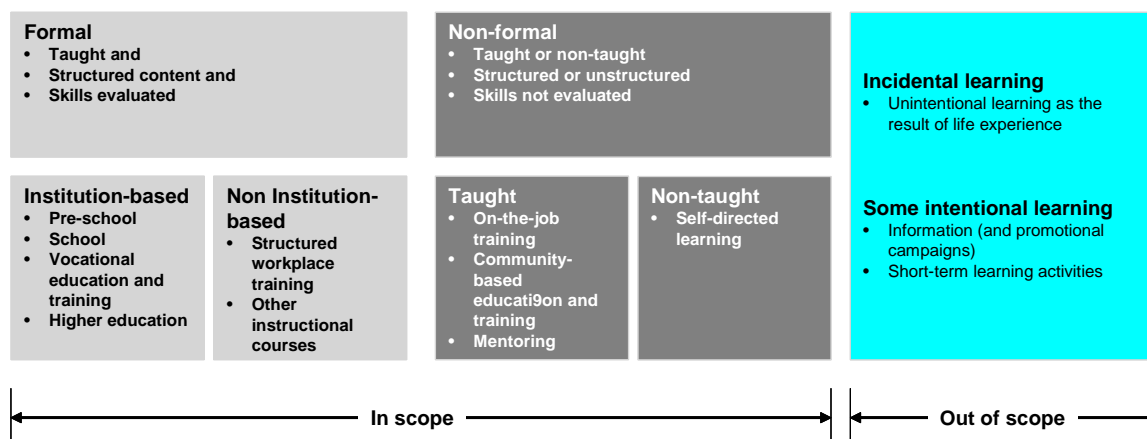 Formal
• Taught and
• Structured content and
• Skills evaluated
Non-formal
• Taught or non-taught
• Structured or unstructured
• Skills not evaluated
Incidental learning
• Unintentional learning as the
result of life experience
Some intentional learning
• Information (and promotional
campaigns)
• Short-term learning activities
Institution-based
• Pre-school
• School
• Vocational
education and
training
• Higher education
Non Institution-
based
• Structured
workplace
training
• Other
instructional
courses
Taught
• On-the-job
training
• Community-
based
educati9on and
training
• Mentoring
Non-taught
• Self-directed
learning
In scope
Out of scope